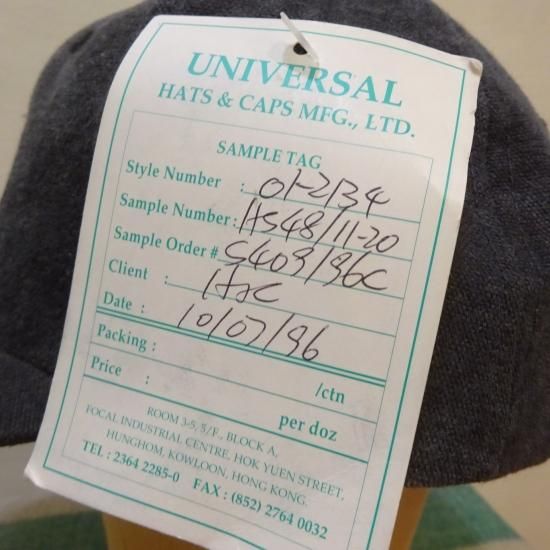 UNIVERSAL
HATS & CAPS MFG., LTD.
SAMPLE TAG
Style Number : 01-2134
Sample Number : HS48/11-20
Sample Order # S409/96C
Client :
Date : 10/07/96
Packing : /ctn
Price : per doz
ROOM 3-5, 5/F., BLOCK A,
FOCAL INDUSTRIAL CENTRE, HOK YUEN STREET,
HUNGHOM, KOWLOON, HONG KONG.
TEL : 2364 2285-0 FAX : (852) 2764 0032